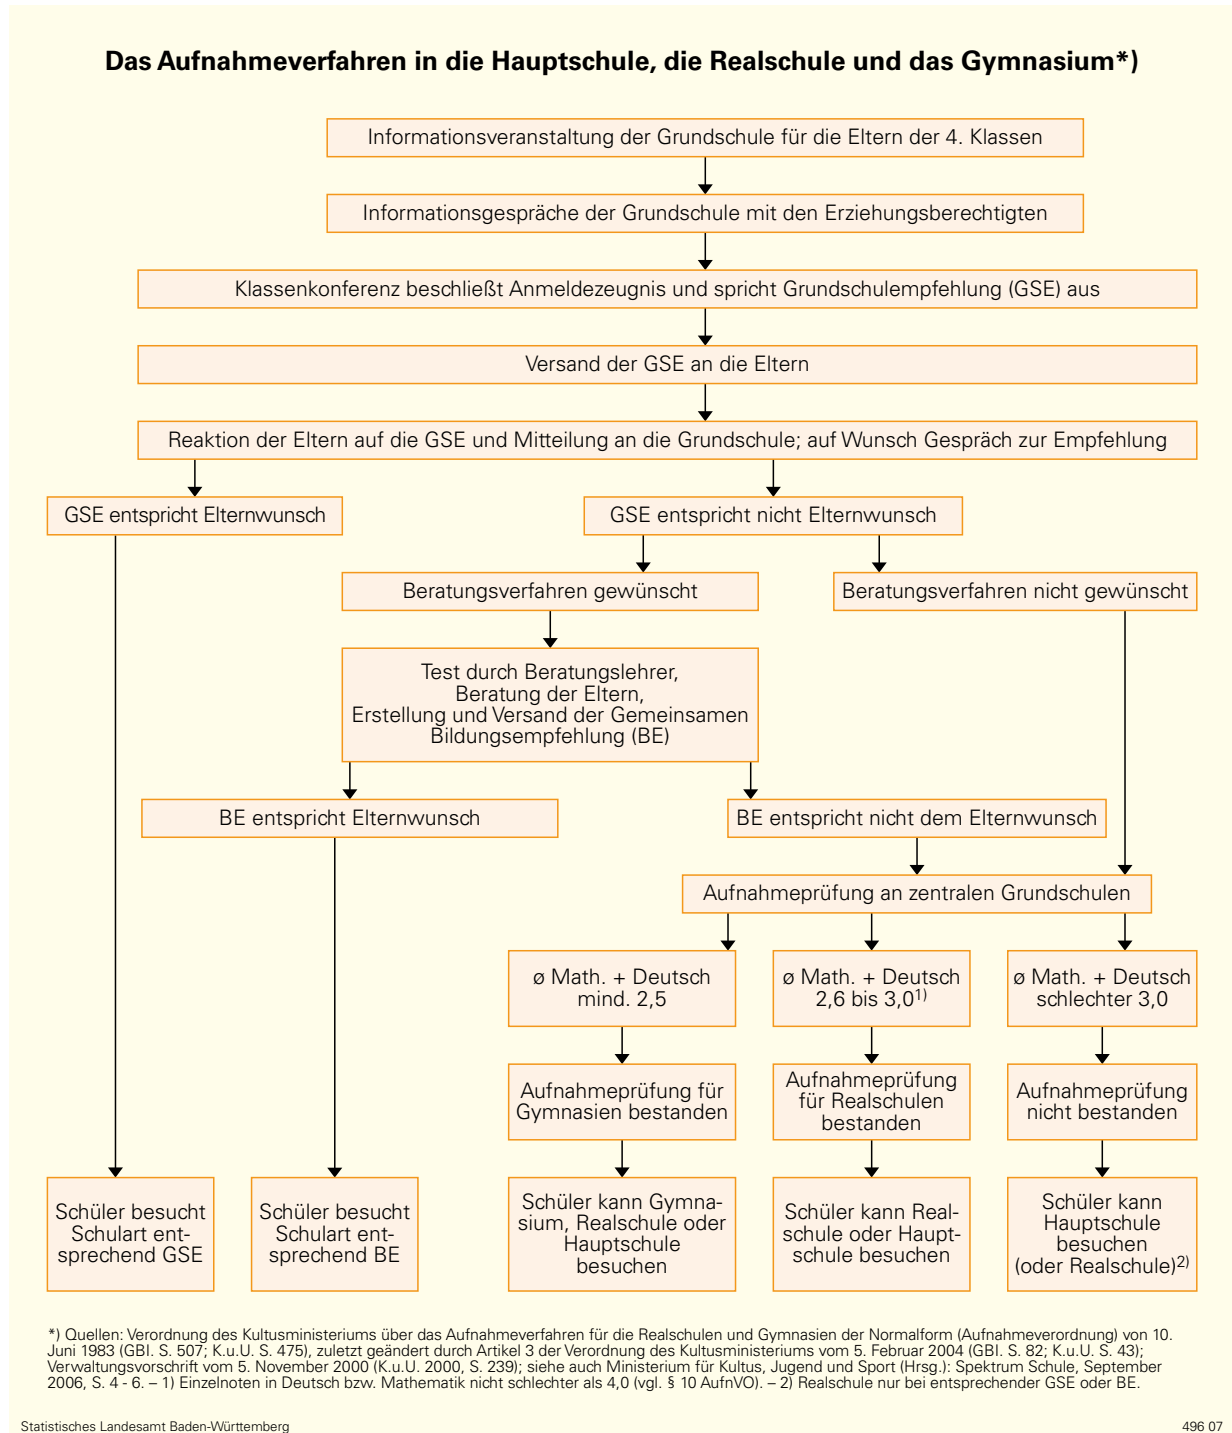 Das Aufnahmeverfahren in die Hauptschule, die Realschule und das Gymnasium*)
Informationsveranstaltung der Grundschule für die Eltern der 4. Klassen
Informationsgespräche der Grundschule mit den Erziehungsberechtigten
Klassenkonferenz beschließt Anmeldezeugnis und spricht Grundschulempfehlung (GSE) aus
Versand der GSE an die Eltern
Reaktion der Eltern auf die GSE und Mitteilung an die Grundschule; auf Wunsch Gespräch zur Empfehlung
GSE entspricht Elternwunsch
GSE entspricht nicht Elternwunsch
Beratungsverfahren gewünscht
Beratungsverfahren nicht gewünscht
Test durch Beratungslehrer,
Beratung der Eltern,
Erstellung und Versand der Gemeinsamen
Bildungsempfehlung (BE)
BE entspricht Elternwunsch
BE entspricht nicht dem Elternwunsch
Aufnahmeprüfung an zentralen Grundschulen
ø Math. + Deutsch
mind. 2,5
ø Math. + Deutsch
2,6 bis 3,0¹⁾
ø Math. + Deutsch
schlechter 3,0
Aufnahmeprüfung für
Gymnasien bestanden
Aufnahmeprüfung
für Realschulen
bestanden
Aufnahmeprüfung
nicht bestanden
Schüler besucht
Schulart ent-
sprechend GSE
Schüler besucht
Schulart ent-
sprechend BE
Schüler kann Gymna-
sium, Realschule oder
Hauptschule
besuchen
Schüler kann Real-
schule oder Haupt-
schule besuchen
Schüler kann
Hauptschule
besuchen
(oder Realschule)²⁾
*) Quellen: Verordnung des Kultusministeriums über das Aufnahmeverfahren für die Realschulen und Gymnasien der Normalform (Aufnahmeverordnung) von 10.
Juni 1983 (GBl. S. 507; K.u.U. S. 475), zuletzt geändert durch Artikel 3 der Verordnung des Kultusministeriums vom 5. Februar 2004 (GBl. S. 82; K.u.U. S. 43);
Verwaltungsvorschrift vom 5. November 2000 (K.u.U. 2000, S. 239); siehe auch Ministerium für Kultus, Jugend und Sport (Hrsg.): Spektrum Schule, September
2006, S. 4 - 6. – 1) Einzelnoten in Deutsch bzw. Mathematik nicht schlechter als 4,0 (vgl. § 10 AufnVO). – 2) Realschule nur bei entsprechender GSE oder BE.
Statistisches Landesamt Baden-Württemberg
496 07